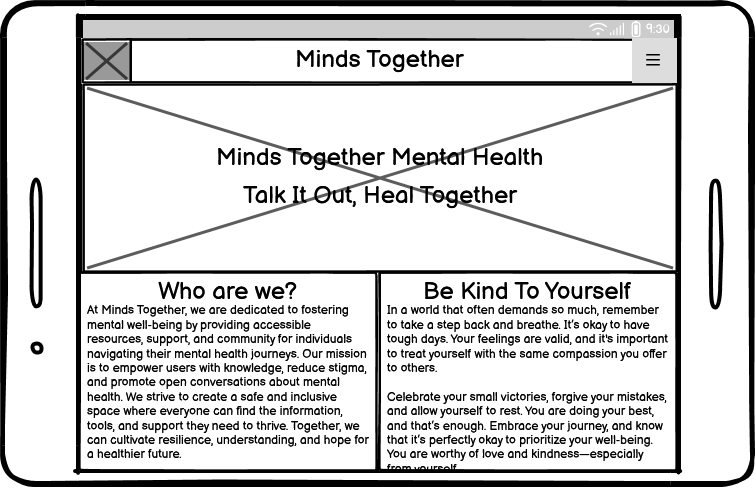 9:30
Minds Together
Minds Together Mental Health
Talk It Out, Heal Together
Who are we?
At Minds Together, we are dedicated to fostering
mental well-being by providing accessible
resources, support, and community for individuals
navigating their mental health journeys. Our mission
is to empower users with knowledge, reduce stigma,
and promote open conversations about mental
health. We strive to create a safe and inclusive
space where everyone can find the information,
tools, and support they need to thrive. Together, we
can cultivate resilience, understanding, and hope for
a healthier future.
Be Kind To Yourself
In a world that often demands so much, remember
to take a step back and breathe. It's okay to have
tough days. Your feelings are valid, and it's important
to treat yourself with the same compassion you offer
to others.
Celebrate your small victories, forgive your mistakes,
and allow yourself to rest. You are doing your best,
and that's enough. Embrace your journey, and know
that it's perfectly okay to prioritize your well-being.
You are worthy of love and kindness—especially
from yourself